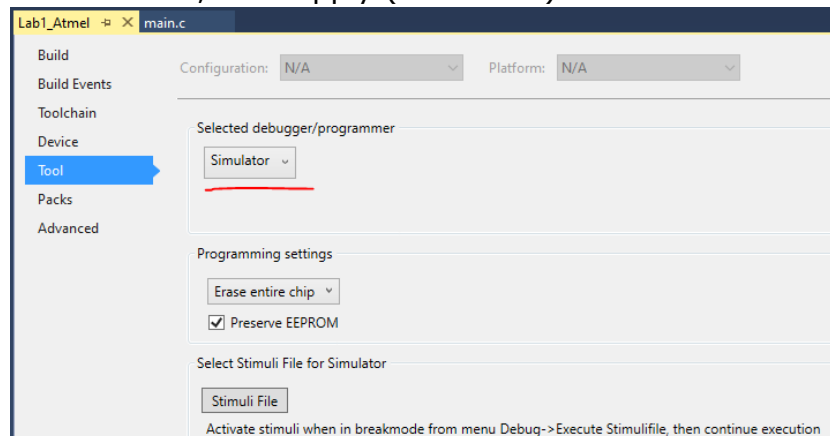 Lab1_Atmel main.c
Build
Build Events
Toolchain
Device
Tool
Packs
Advanced
Configuration: N/A Platform: N/A
Selected debugger/programmer
Simulator
Programming settings
Erase entire chip
Preserve EEPROM
Select Stimuli File for Simulator
Stimuli File
Activate stimuli when in breakmode from menu Debug->Execute Stimulifile, then continue execution